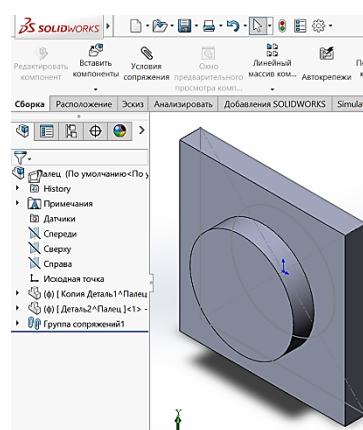 SOLIDWORKS
Редактировать компонент
Вставить компоненты
Условия сопряжения
Окно предварительного просмотра комп...
Линейный массив ком...
Автокрепежи
Сборка Расположение Эскиз Анализировать Добавления SOLIDWORKS Simula
Палец (По умолчанию<По у
History
Примечания
Датчики
Спереди
Сверху
Справа
Исходная точка
(ф) [ Копия Деталь1^Палец
(ф) [ Деталь2^Палец ]<1> -
Группа сопряжений1
Y